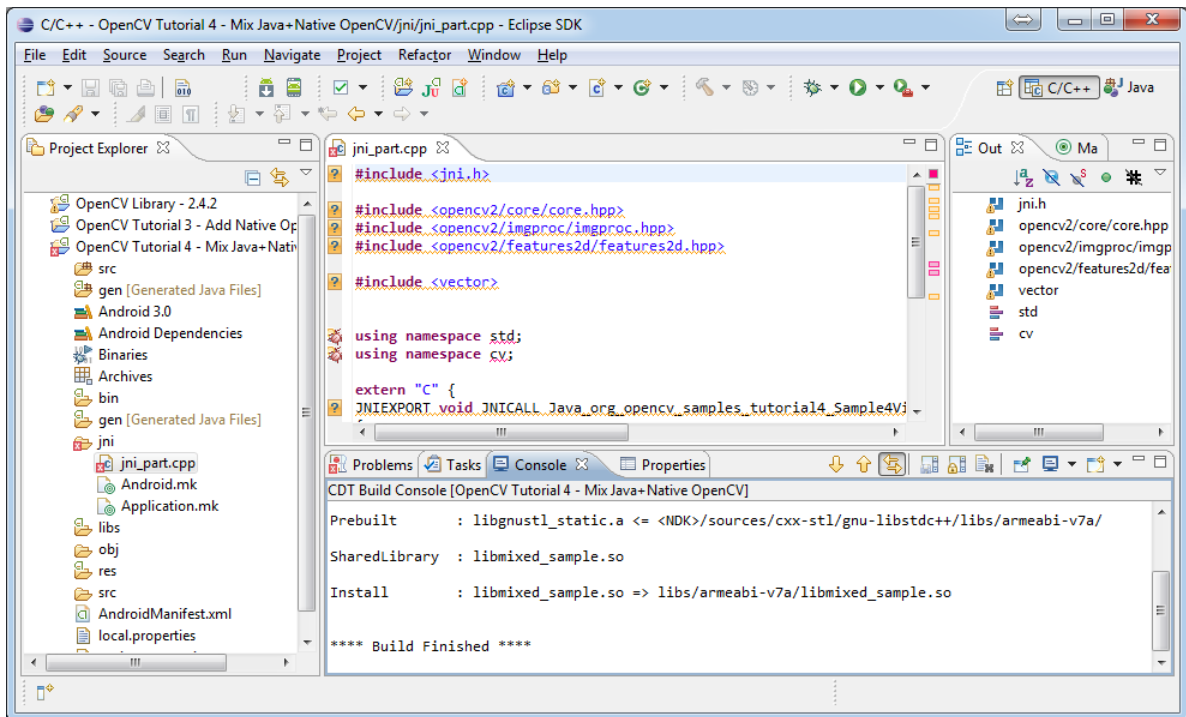 C/C++ - OpenCV Tutorial 4 - Mix Java+Native OpenCV/jni/jni_part.cpp - Eclipse SDK
File Edit Source Search Run Navigate Project Refactor Window Help
C/C++ Java
Project Explorer
OpenCV Library - 2.4.2
OpenCV Tutorial 3 - Add Native Op
OpenCV Tutorial 4 - Mix Java+Nativ
src
gen [Generated Java Files]
Android 3.0
Android Dependencies
Binaries
Archives
bin
gen [Generated Java Files]
jni
jni_part.cpp
Android.mk
Application.mk
libs
obj
res
src
AndroidManifest.xml
local.properties
jni_part.cpp
#include <jni.h>
#include <opencv2/core/core.hpp>
#include <opencv2/imgproc/imgproc.hpp>
#include <opencv2/features2d/features2d.hpp>
#include <vector>
using namespace std;
using namespace cv;
extern "C" {
JNIEXPORT void JNICALL Java_org_opencv_samples_tutorial4_Sample4Vi
Out Ma
jni.h
opencv2/core/core.hpp
opencv2/imgproc/imgp
opencv2/features2d/fea
vector
std
cv
Problems Tasks Console Properties
CDT Build Console [OpenCV Tutorial 4 - Mix Java+Native OpenCV]
Prebuilt : libgnustl_static.a <= <NDK>/sources/cxx-stl/gnu-libstdc++/libs/armeabi-v7a/
SharedLibrary : libmixed_sample.so
Install : libmixed_sample.so => libs/armeabi-v7a/libmixed_sample.so
**** Build Finished ****